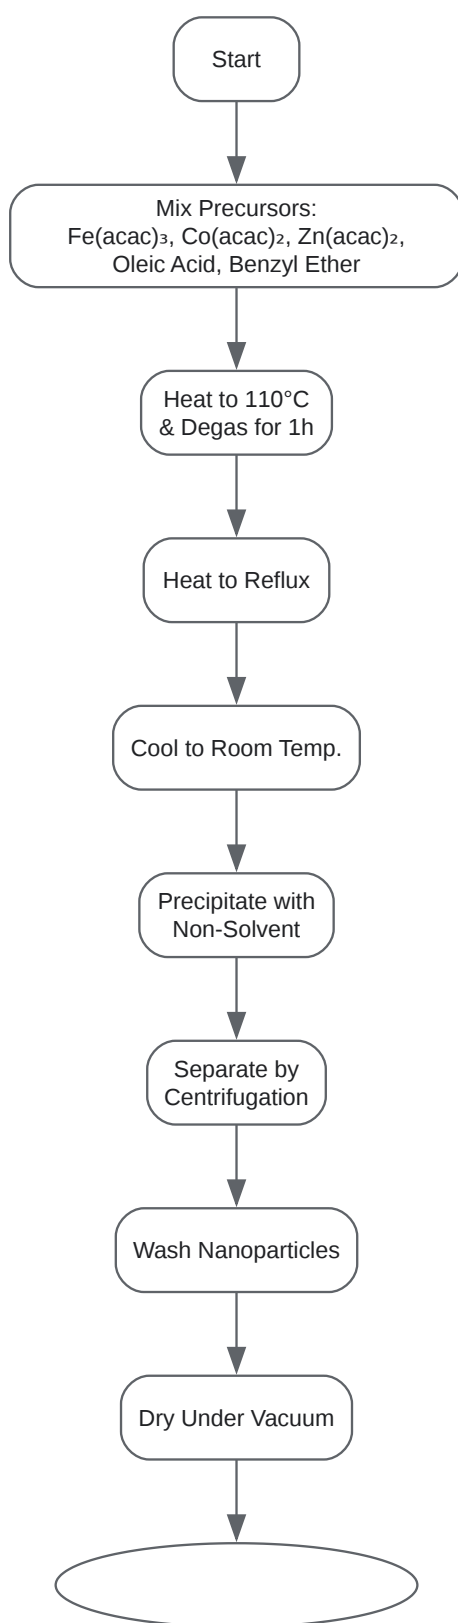 Start
Mix Precursors:
Fe(acac)₃, Co(acac)₂, Zn(acac)₂,
Oleic Acid, Benzyl Ether
Heat to 110°C
& Degas for 1h
Heat to Reflux
Cool to Room Temp.
Precipitate with
Non-Solvent
Separate by
Centrifugation
Wash Nanoparticles
Dry Under Vacuum